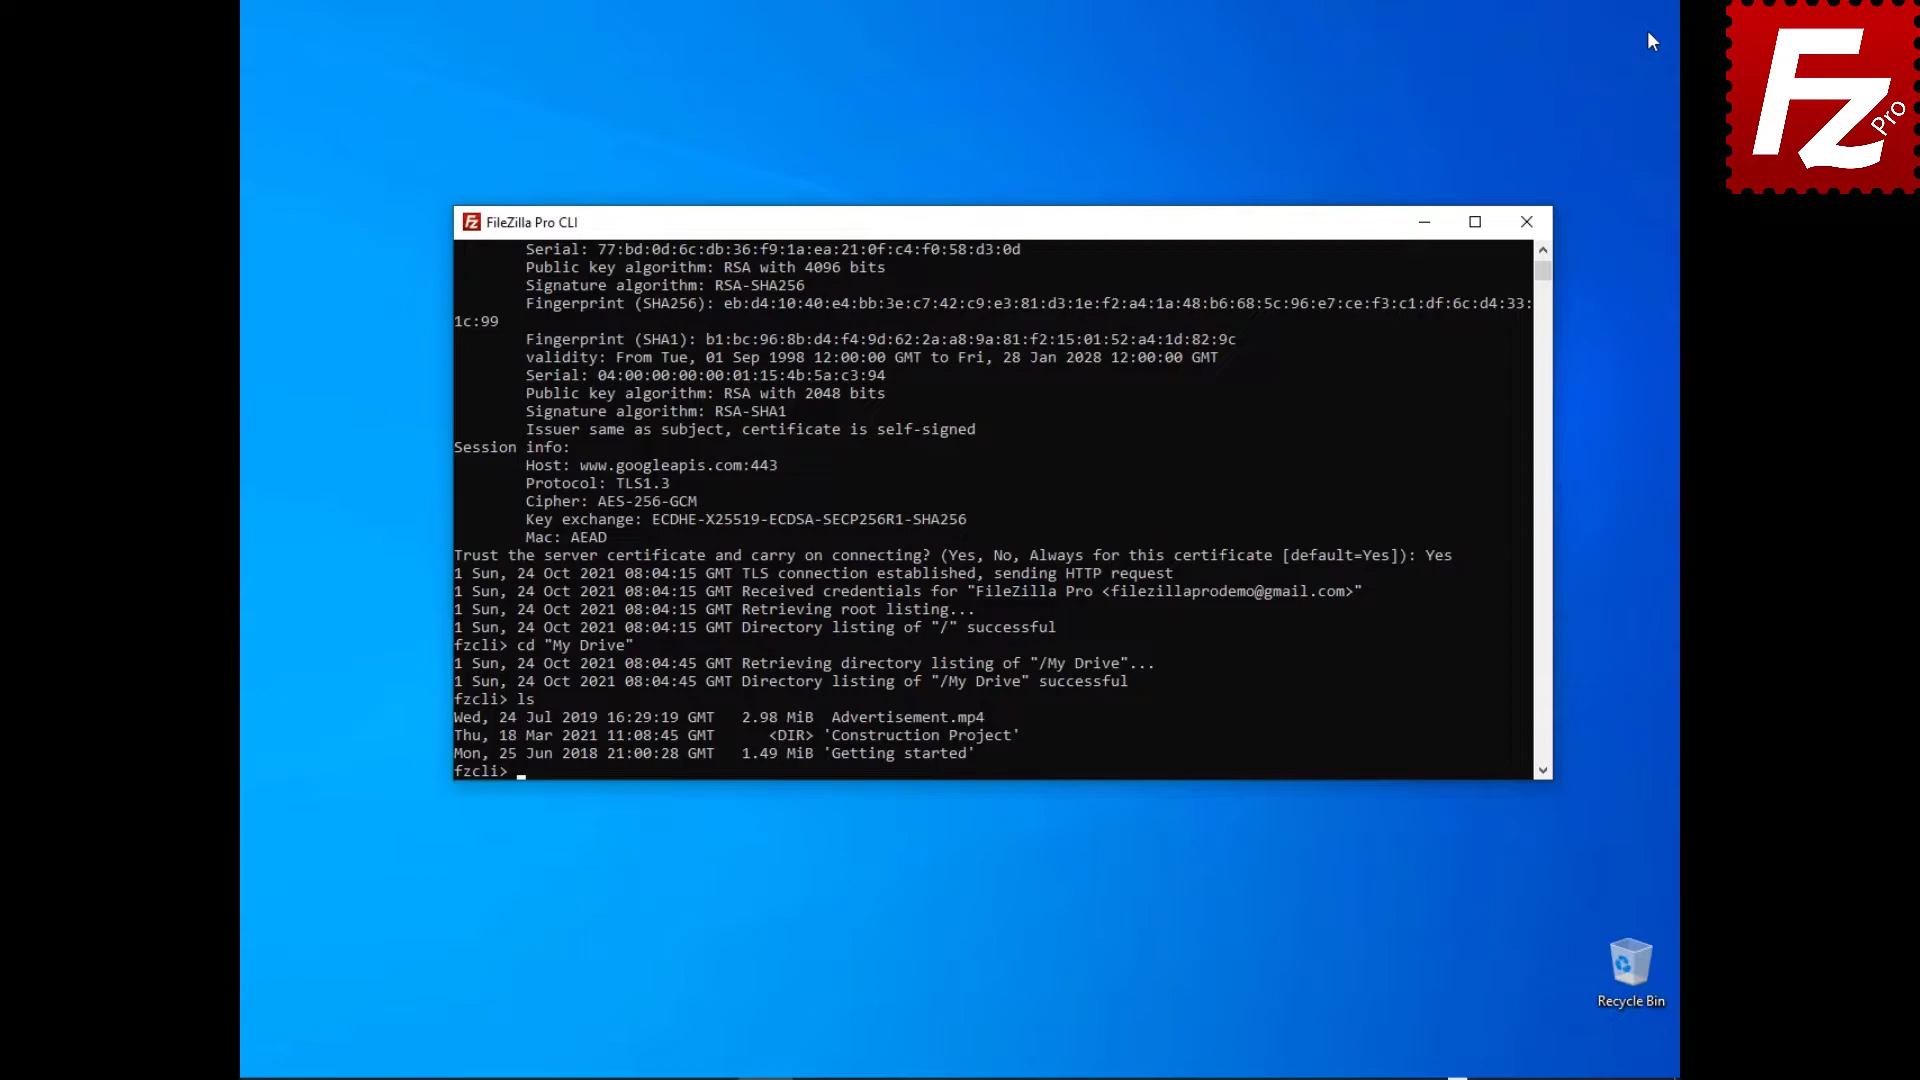 Fz Pro
FileZilla Pro CLI
Serial: 77:bd:0d:6c:db:36:f9:1a:ea:21:0f:c4:f0:58:d3:0d
Public key algorithm: RSA with 4096 bits
Signature algorithm: RSA-SHA256
Fingerprint (SHA256): eb:d4:10:40:e4:bb:3e:c7:42:c9:e3:81:d3:1e:f2:a4:1a:48:b6:68:5c:96:e7:ce:f3:c1:df:6c:d4:33:
1c:99
Fingerprint (SHA1): b1:bc:96:8b:d4:f4:9d:62:2a:a8:9a:81:f2:15:01:52:a4:1d:82:9c
validity: From Tue, 01 Sep 1998 12:00:00 GMT to Fri, 28 Jan 2028 12:00:00 GMT
Serial: 04:00:00:00:00:01:15:4b:5a:c3:94
Public key algorithm: RSA with 2048 bits
Signature algorithm: RSA-SHA1
Issuer same as subject, certificate is self-signed
Session info:
Host: www.googleapis.com:443
Protocol: TLS1.3
Cipher: AES-256-GCM
Key exchange: ECDHE-X25519-ECDSA-SECP256R1-SHA256
Mac: AEAD
Trust the server certificate and carry on connecting? (Yes, No, Always for this certificate [default=Yes]): Yes
1 Sun, 24 Oct 2021 08:04:15 GMT TLS connection established, sending HTTP request
1 Sun, 24 Oct 2021 08:04:15 GMT Received credentials for "FileZilla Pro <filezillaprodemo@gmail.com>"
1 Sun, 24 Oct 2021 08:04:15 GMT Retrieving root listing...
1 Sun, 24 Oct 2021 08:04:15 GMT Directory listing of "/" successful
fzcli> cd "My Drive"
1 Sun, 24 Oct 2021 08:04:45 GMT Retrieving directory listing of "/My Drive"...
1 Sun, 24 Oct 2021 08:04:45 GMT Directory listing of "/My Drive" successful
fzcli> ls
Wed, 24 Jul 2019 16:29:19 GMT 2.98 MiB Advertisement.mp4
Thu, 18 Mar 2021 11:08:45 GMT <DIR> 'Construction Project'
Mon, 25 Jun 2018 21:00:28 GMT 1.49 MiB 'Getting started'
fzcli>
Recycle Bin